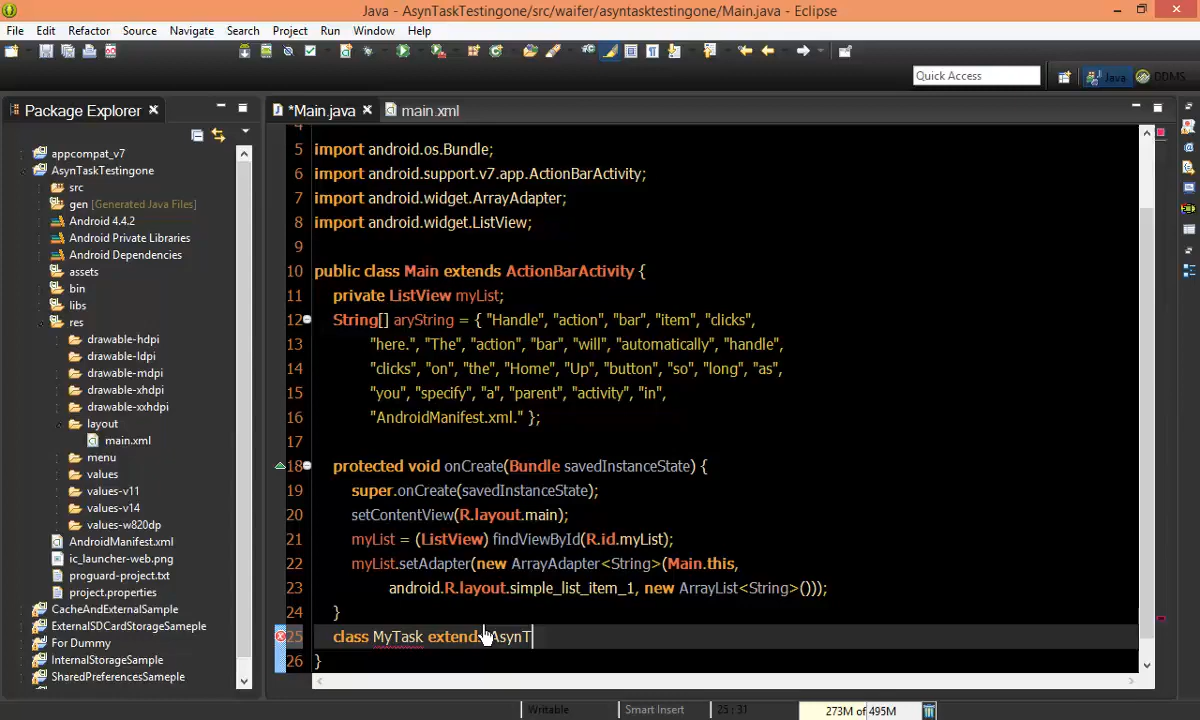 Java - AsynTaskTestingone/src/waifer/asyntasktestingone/Main.java - Eclipse
File Edit Refactor Source Navigate Search Project Run Window Help
Quick Access
Java
DDMS
Package Explorer
*Main.java
main.xml
appcompat_v7
AsynTaskTestingone
src
gen [Generated Java Files]
Android 4.4.2
Android Private Libraries
Android Dependencies
assets
bin
libs
res
drawable-hdpi
drawable-ldpi
drawable-mdpi
drawable-xhdpi
drawable-xxhdpi
layout
main.xml
menu
values
values-v11
values-v14
values-w820dp
AndroidManifest.xml
ic_launcher-web.png
proguard-project.txt
project.properties
CacheAndExternalSample
ExternalSDCardStorageSample
For Dummy
InternalStorageSample
SharedPreferencesSample
4
5 import android.os.Bundle;
6 import android.support.v7.app.ActionBarActivity;
7 import android.widget.ArrayAdapter;
8 import android.widget.ListView;
9
10 public class Main extends ActionBarActivity {
11 private ListView myList;
12 String[] aryString = { "Handle", "action", "bar", "item", "clicks",
13 "here.", "The", "action", "bar", "will", "automatically", "handle",
14 "clicks", "on", "the", "Home", "Up", "button", "so", "long", "as",
15 "you", "specify", "a", "parent", "activity", "in",
16 "AndroidManifest.xml." };
17
18 protected void onCreate(Bundle savedInstanceState) {
19 super.onCreate(savedInstanceState);
20 setContentView(R.layout.main);
21 myList = (ListView) findViewById(R.id.myList);
22 myList.setAdapter(new ArrayAdapter<String>(Main.this,
23 android.R.layout.simple_list_item_1, new ArrayList<String>()));
24 }
25 class MyTask extends AsynT
26 }
Writable
Smart Insert
25 : 31
273M of 495M